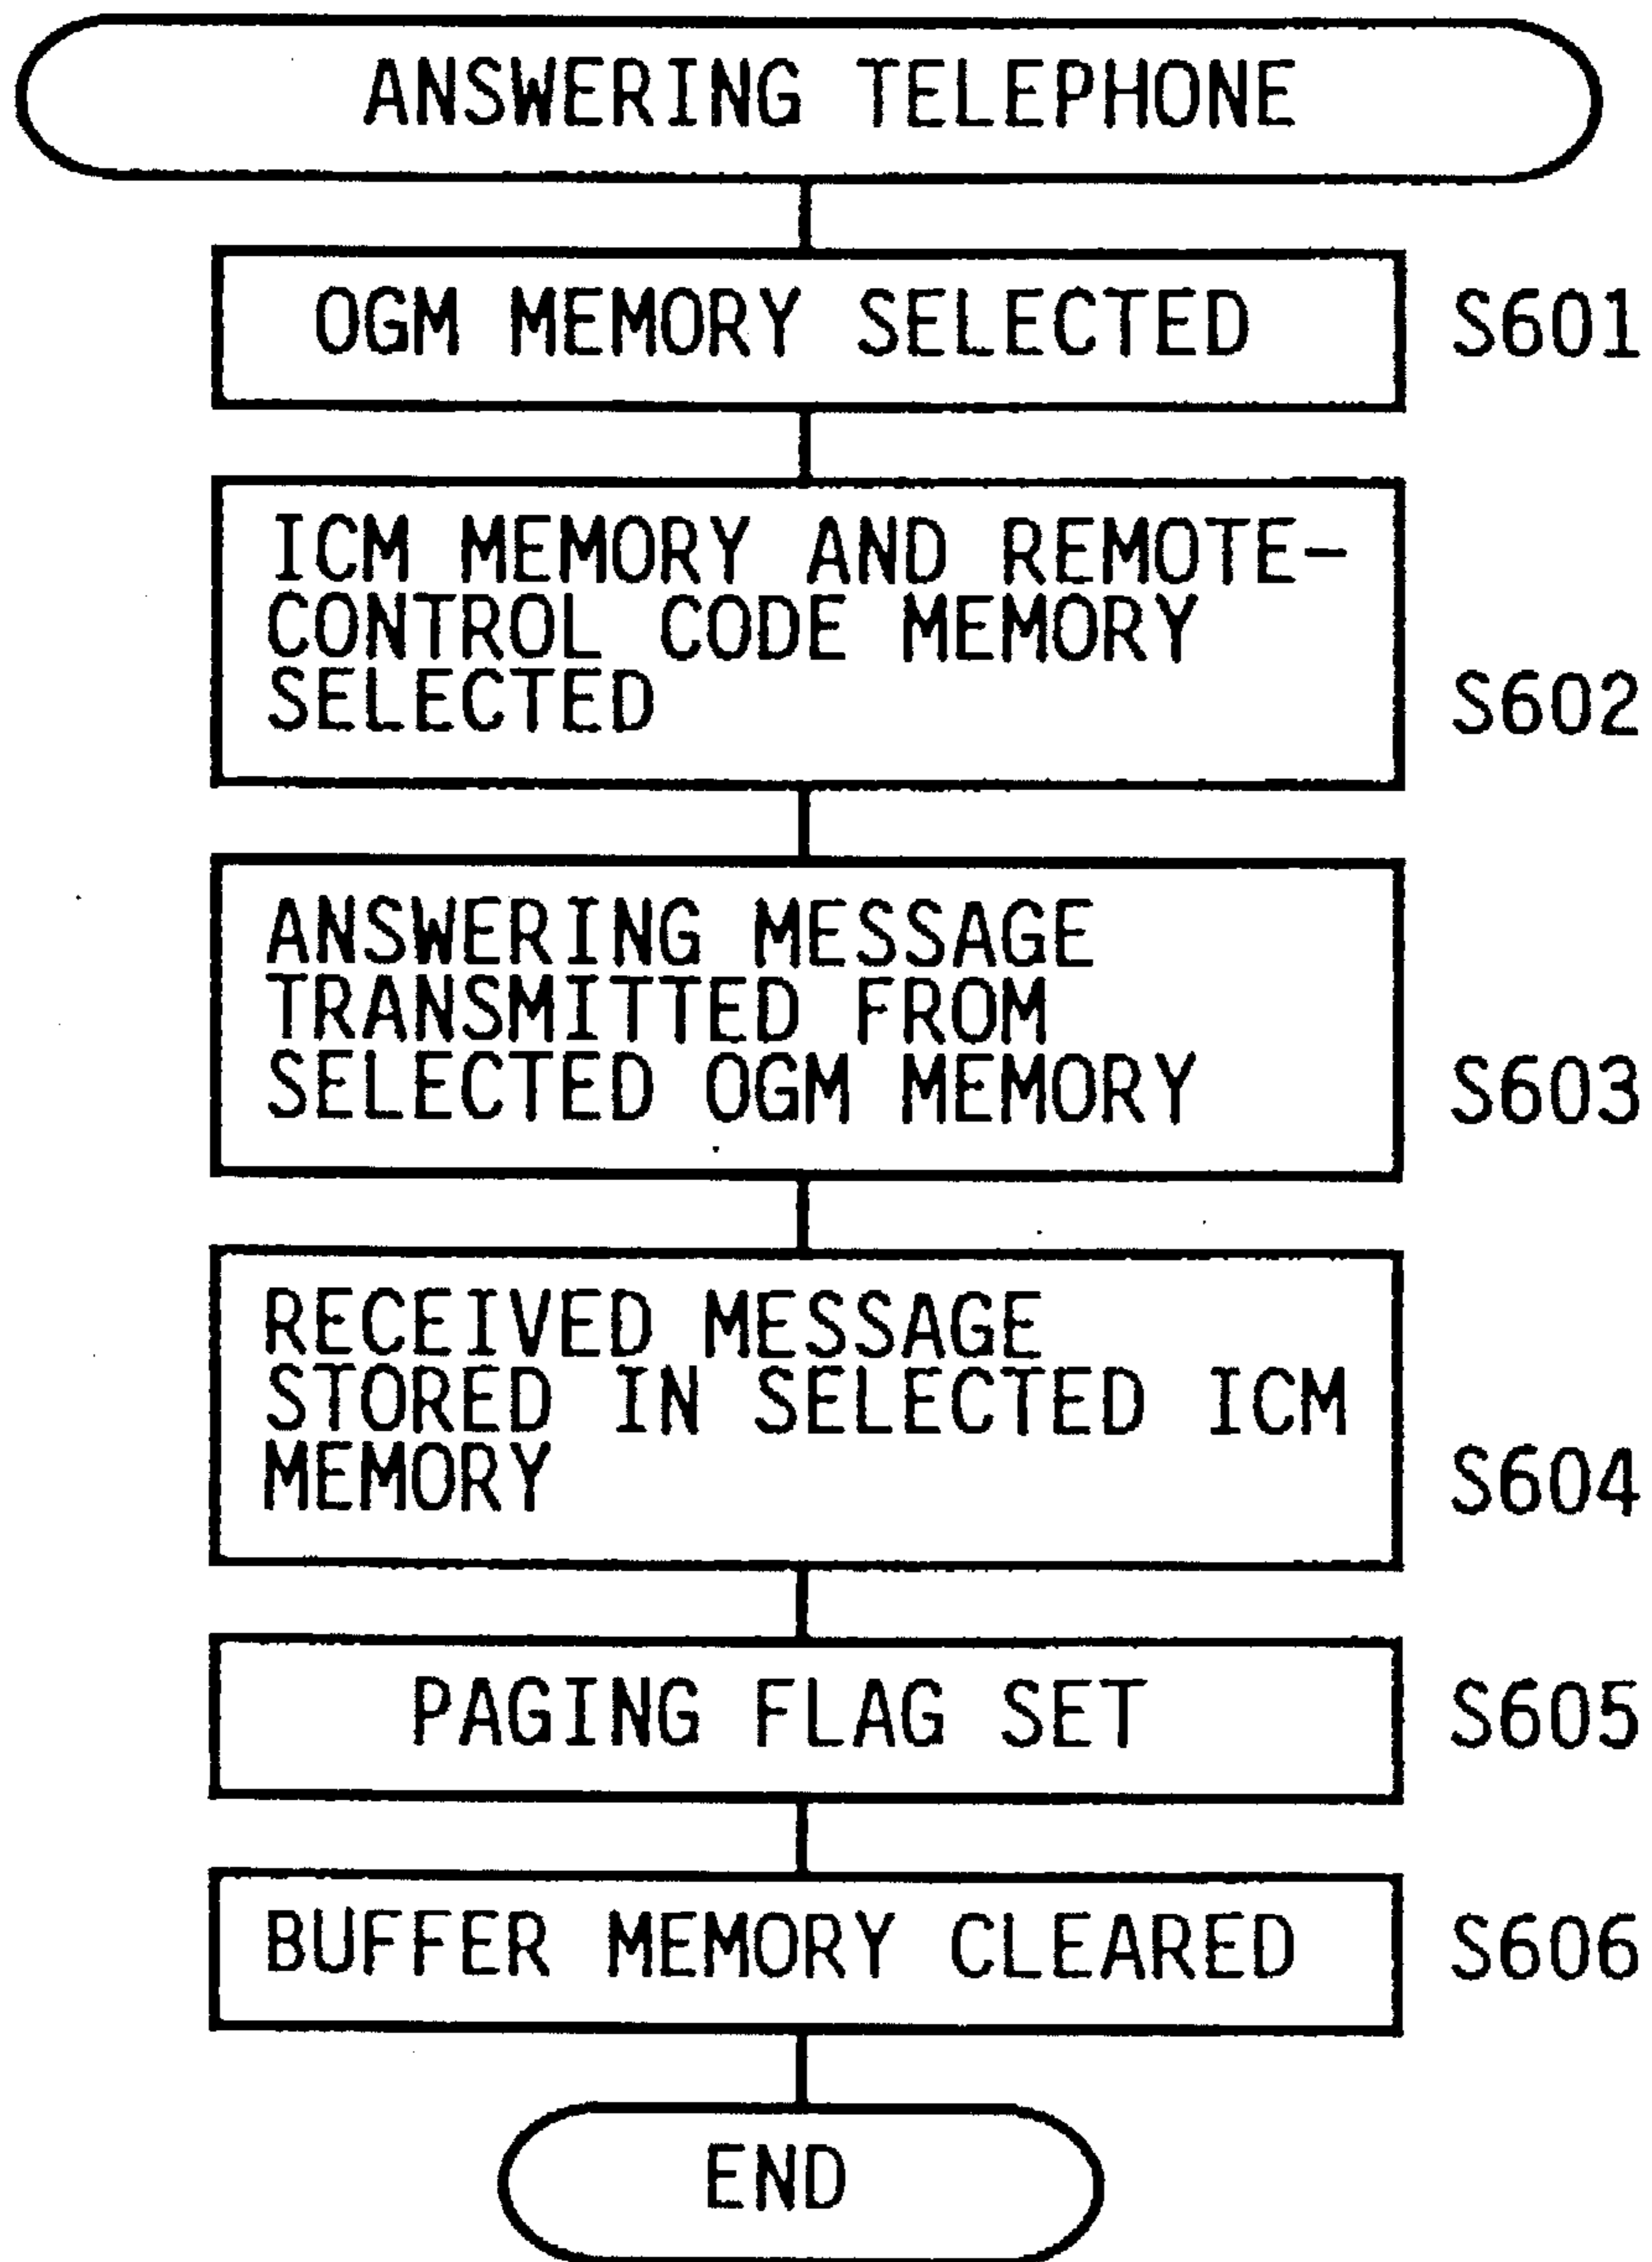 ANSWERING TELEPHONE
OGM MEMORY SELECTED
S601
ICM MEMORY AND REMOTE-
CONTROL CODE MEMORY
SELECTED
S602
ANSWERING MESSAGE
TRANSMITTED FROM
SELECTED OGM MEMORY
S603
RECEIVED MESSAGE
STORED IN SELECTED ICM
MEMORY
S604
PAGING FLAG SET
S605
BUFFER MEMORY CLEARED
S606
END